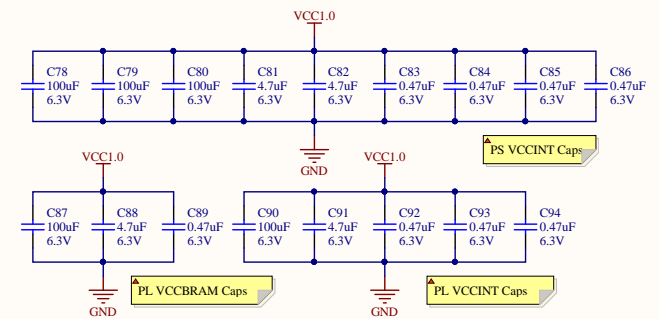 VCC1.0
C78 C79 C80 C81 C82 C83 C84 C85 C86
100uF 100uF 100uF 4.7uF 4.7uF 0.47uF 0.47uF 0.47uF 0.47uF
6.3V 6.3V 6.3V 6.3V 6.3V 6.3V 6.3V 6.3V 6.3V
PS VCCINT Caps
GND
VCC1.0 VCC1.0
C87 C88 C89 C90 C91 C92 C93 C94
100uF 4.7uF 0.47uF 100uF 4.7uF 0.47uF 0.47uF 0.47uF
6.3V 6.3V 6.3V 6.3V 6.3V 6.3V 6.3V 6.3V
PL VCCBRAM Caps PL VCCINT Caps
GND GND